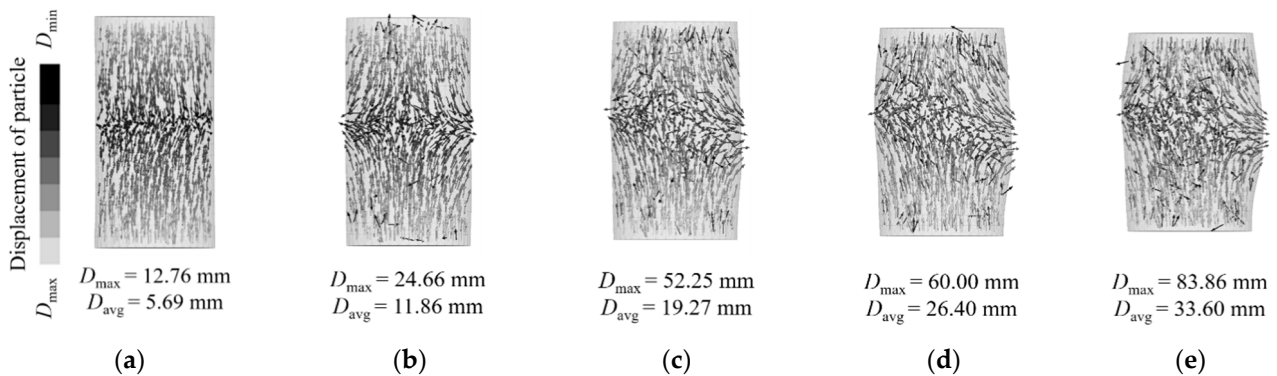 Displacement of particle
D_min
D_max
D_max = 12.76 mm
D_avg = 5.69 mm
(a)
D_max = 24.66 mm
D_avg = 11.86 mm
(b)
D_max = 52.25 mm
D_avg = 19.27 mm
(c)
D_max = 60.00 mm
D_avg = 26.40 mm
(d)
D_max = 83.86 mm
D_avg = 33.60 mm
(e)